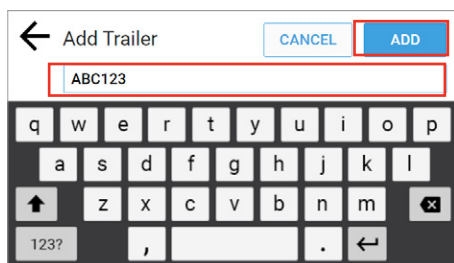 Add Trailer CANCEL ADD
ABC123
q w e r t y u i o p
a s d f g h j k l
z x c v b n m
123? , .